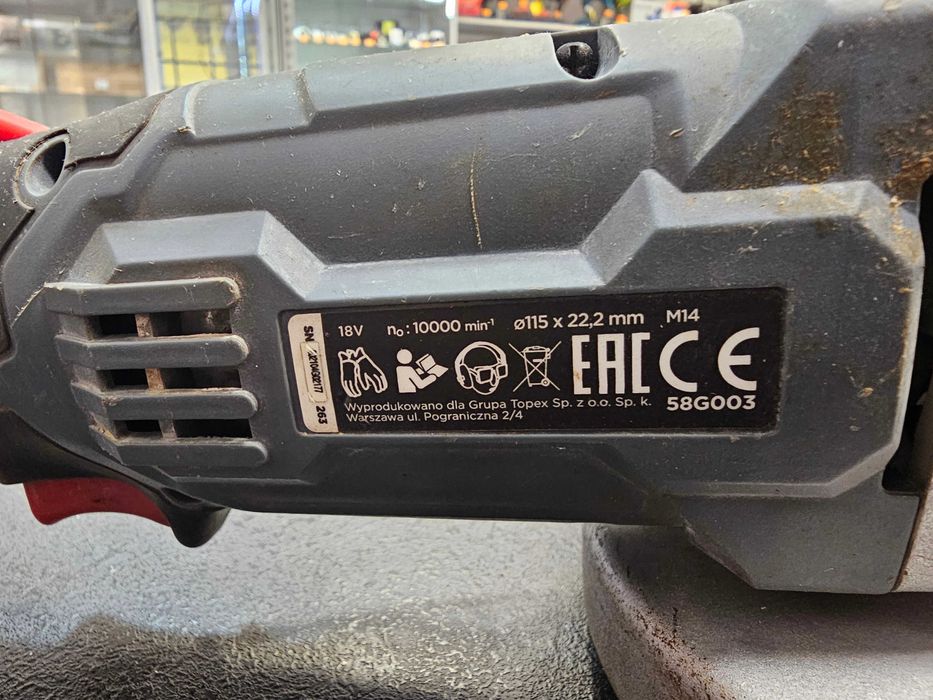 18V nₒ: 10000 min⁻¹ ø115 x 22,2 mm M14
SN
263
EAC CE
Wyprodukowano dla Grupa Topex Sp. z o.o. Sp. k. 58G003
Warszawa ul. Pograniczna 2/4